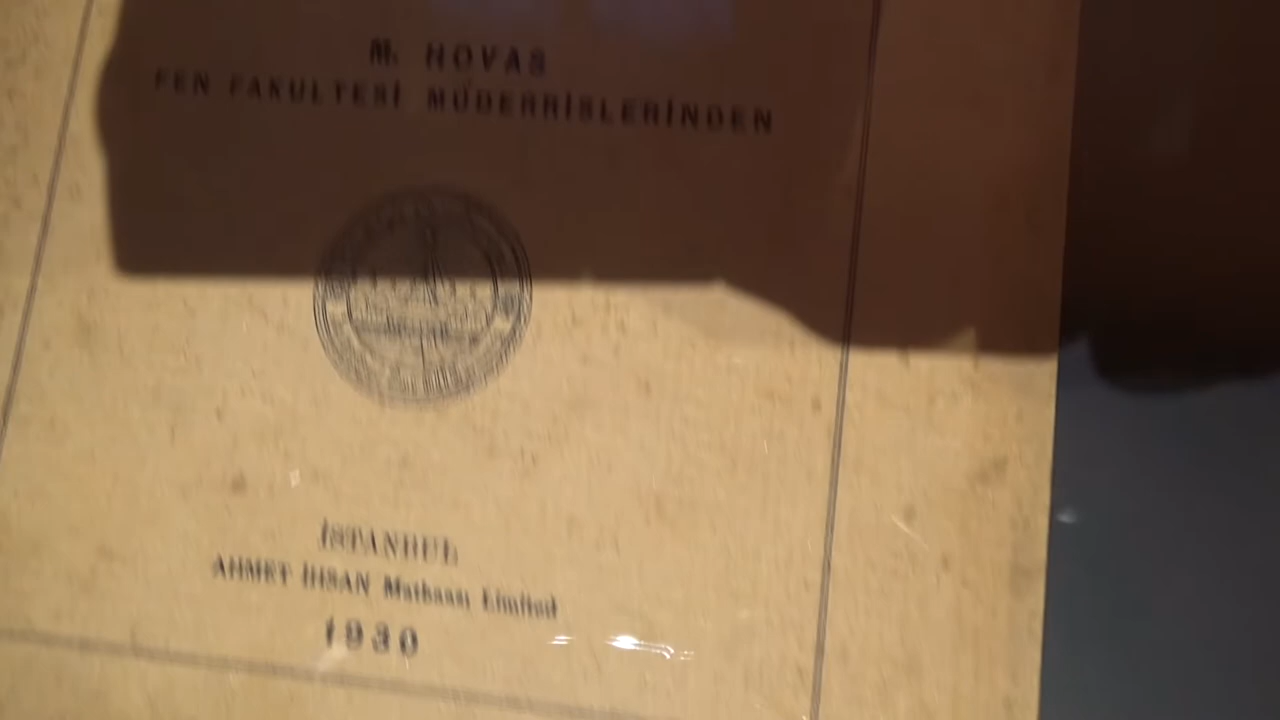 M. HOVAS
FEN FAKULTESİ MÜDERRİSLERİNDEN
İSTANBUL
AHMET İHSAN Matbaası Limited
1930